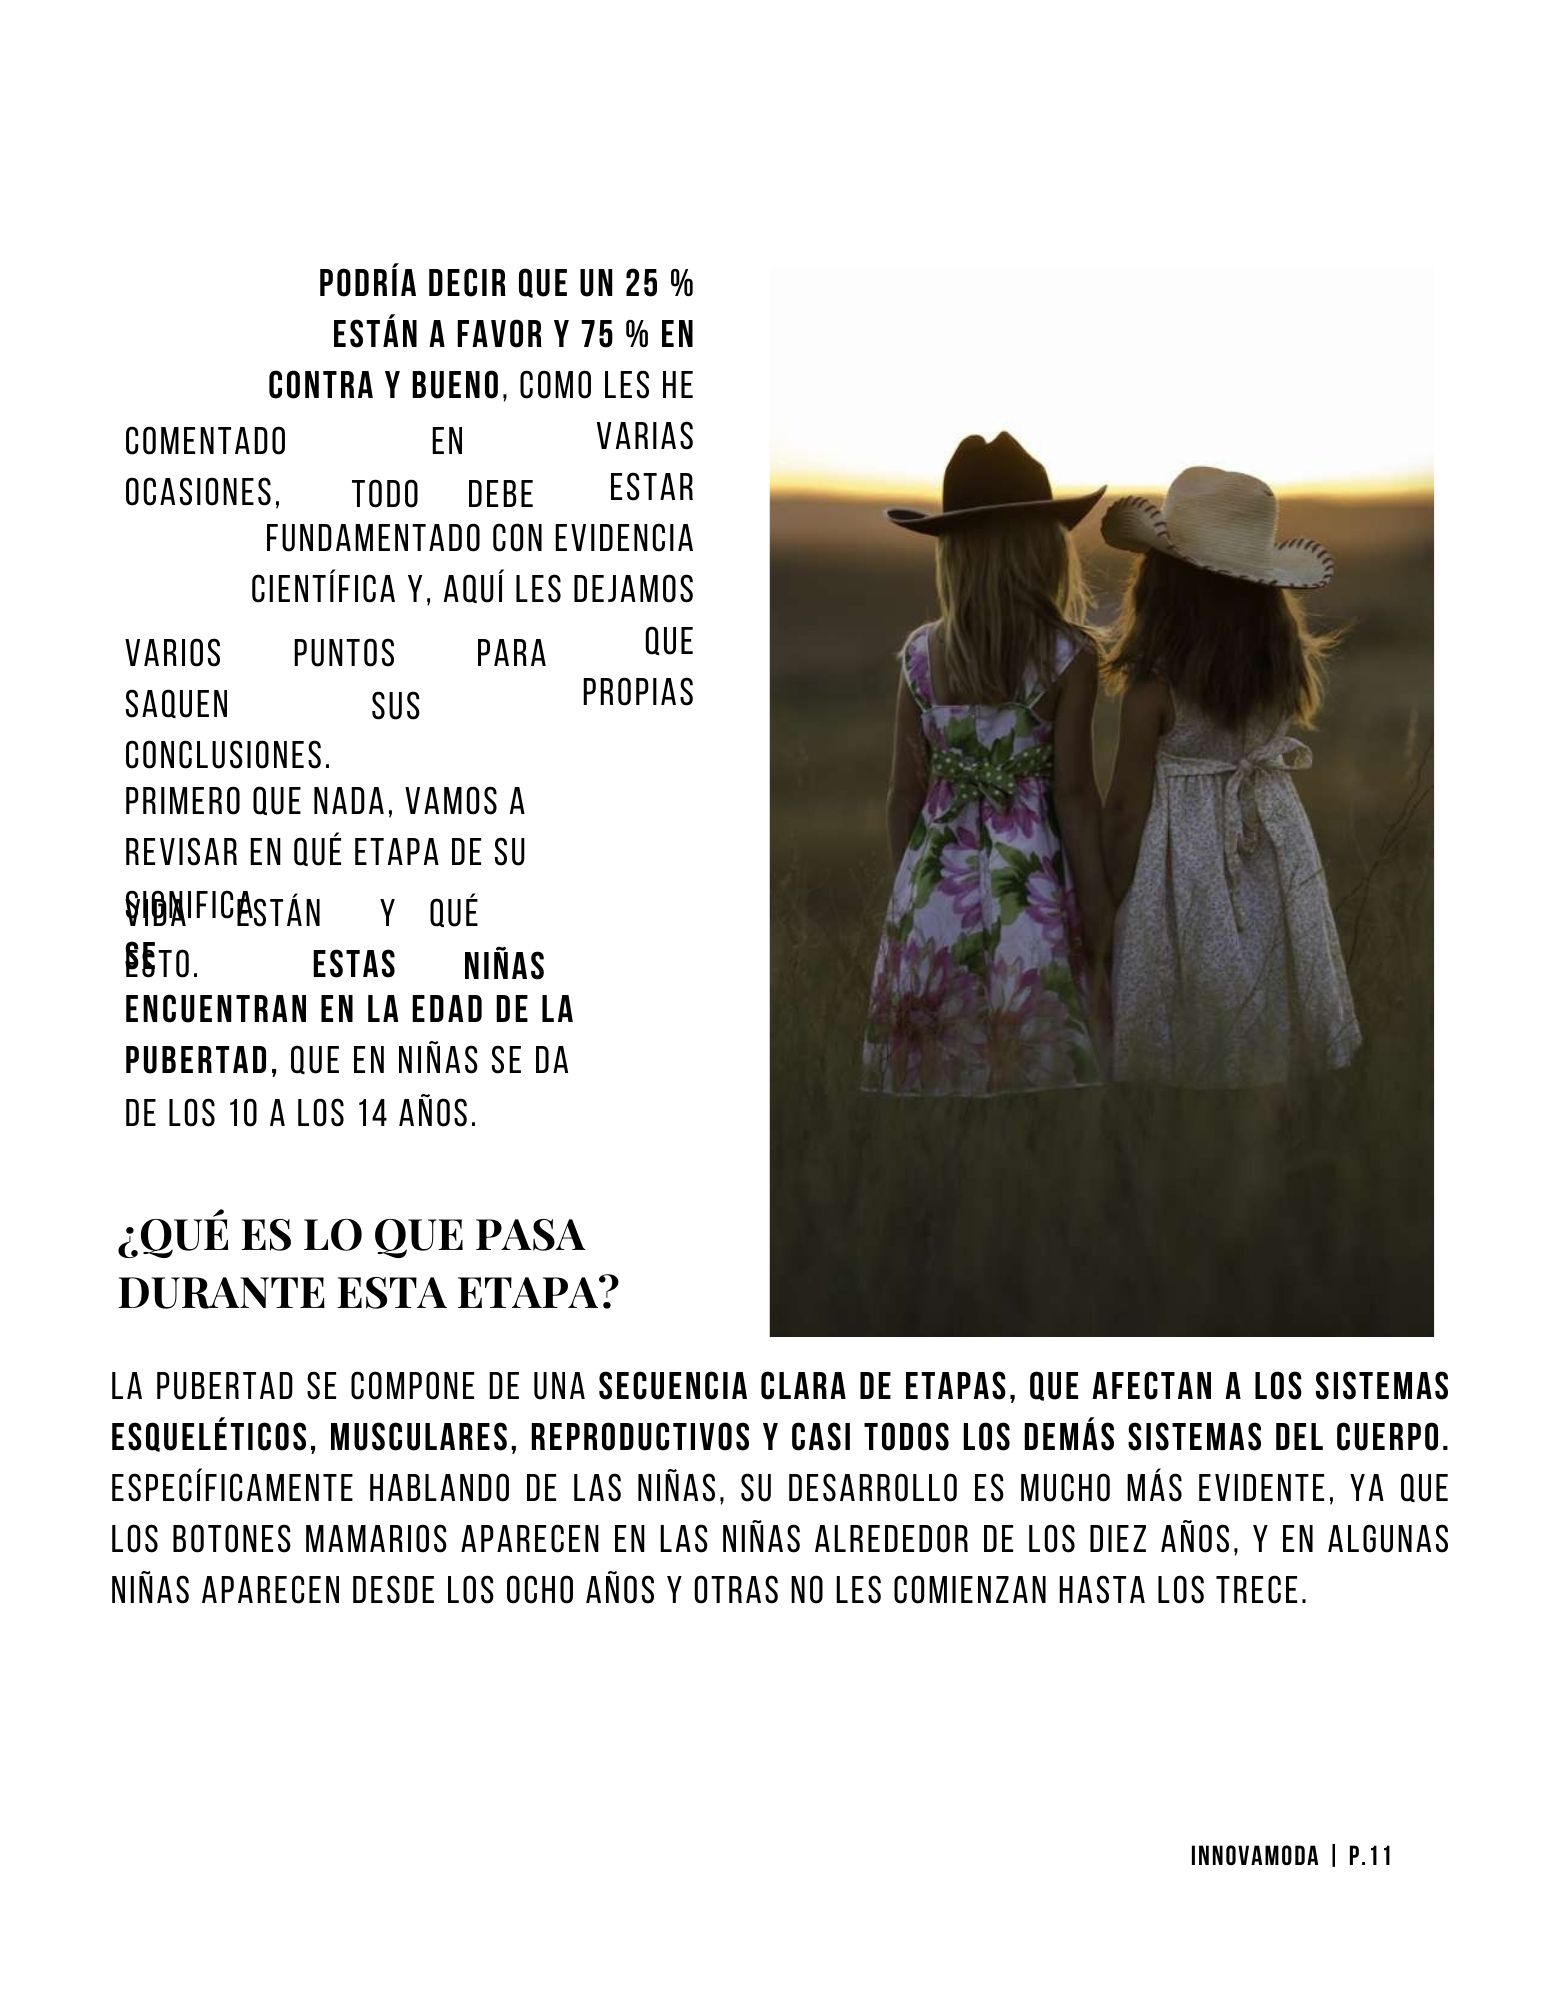 PODRÍA DECIR QUE UN 25 %
ESTÁN A FAVOR Y 75 % EN
CONTRA Y BUENO, COMO LES HE
COMENTADO EN VARIAS
OCASIONES, TODO DEBE ESTAR
FUNDAMENTADO CON EVIDENCIA
CIENTÍFICA Y, AQUÍ LES DEJAMOS
VARIOS PUNTOS PARA QUE
SAQUEN SUS PROPIAS
CONCLUSIONES.
PRIMERO QUE NADA, VAMOS A
REVISAR EN QUÉ ETAPA DE SU
VIDA ESTÁN Y QUÉ SIGNIFICA
ESTO. ESTAS NIÑAS SE
ENCUENTRAN EN LA EDAD DE LA
PUBERTAD, QUE EN NIÑAS SE DA
DE LOS 10 A LOS 14 AÑOS.
¿QUÉ ES LO QUE PASA
DURANTE ESTA ETAPA?
LA PUBERTAD SE COMPONE DE UNA SECUENCIA CLARA DE ETAPAS, QUE AFECTAN A LOS SISTEMAS
ESQUELÉTICOS, MUSCULARES, REPRODUCTIVOS Y CASI TODOS LOS DEMÁS SISTEMAS DEL CUERPO.
ESPECÍFICAMENTE HABLANDO DE LAS NIÑAS, SU DESARROLLO ES MUCHO MÁS EVIDENTE, YA QUE
LOS BOTONES MAMARIOS APARECEN EN LAS NIÑAS ALREDEDOR DE LOS DIEZ AÑOS, Y EN ALGUNAS
NIÑAS APARECEN DESDE LOS OCHO AÑOS Y OTRAS NO LES COMIENZAN HASTA LOS TRECE.
INNOVAMODA | P.11